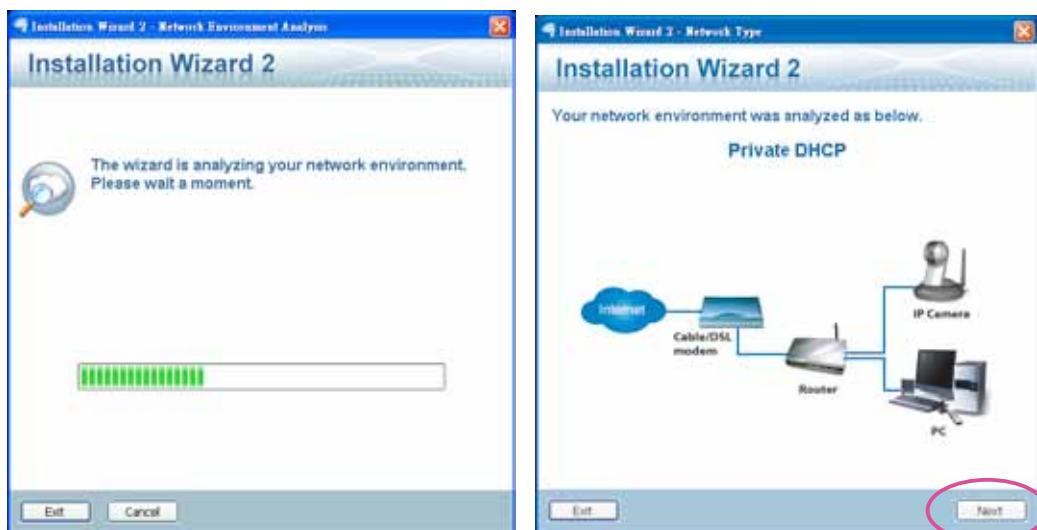 Installation Wizard 2 - Network Environment Analysis
Installation Wizard 2
The wizard is analyzing your network environment.
Please wait a moment.
Exit
Cancel
Installation Wizard 2 - Network Type
Installation Wizard 2
Your network environment was analyzed as below.
Private DHCP
Internet
Cable/DSL
modem
Router
IP Camera
PC
Exit
Next